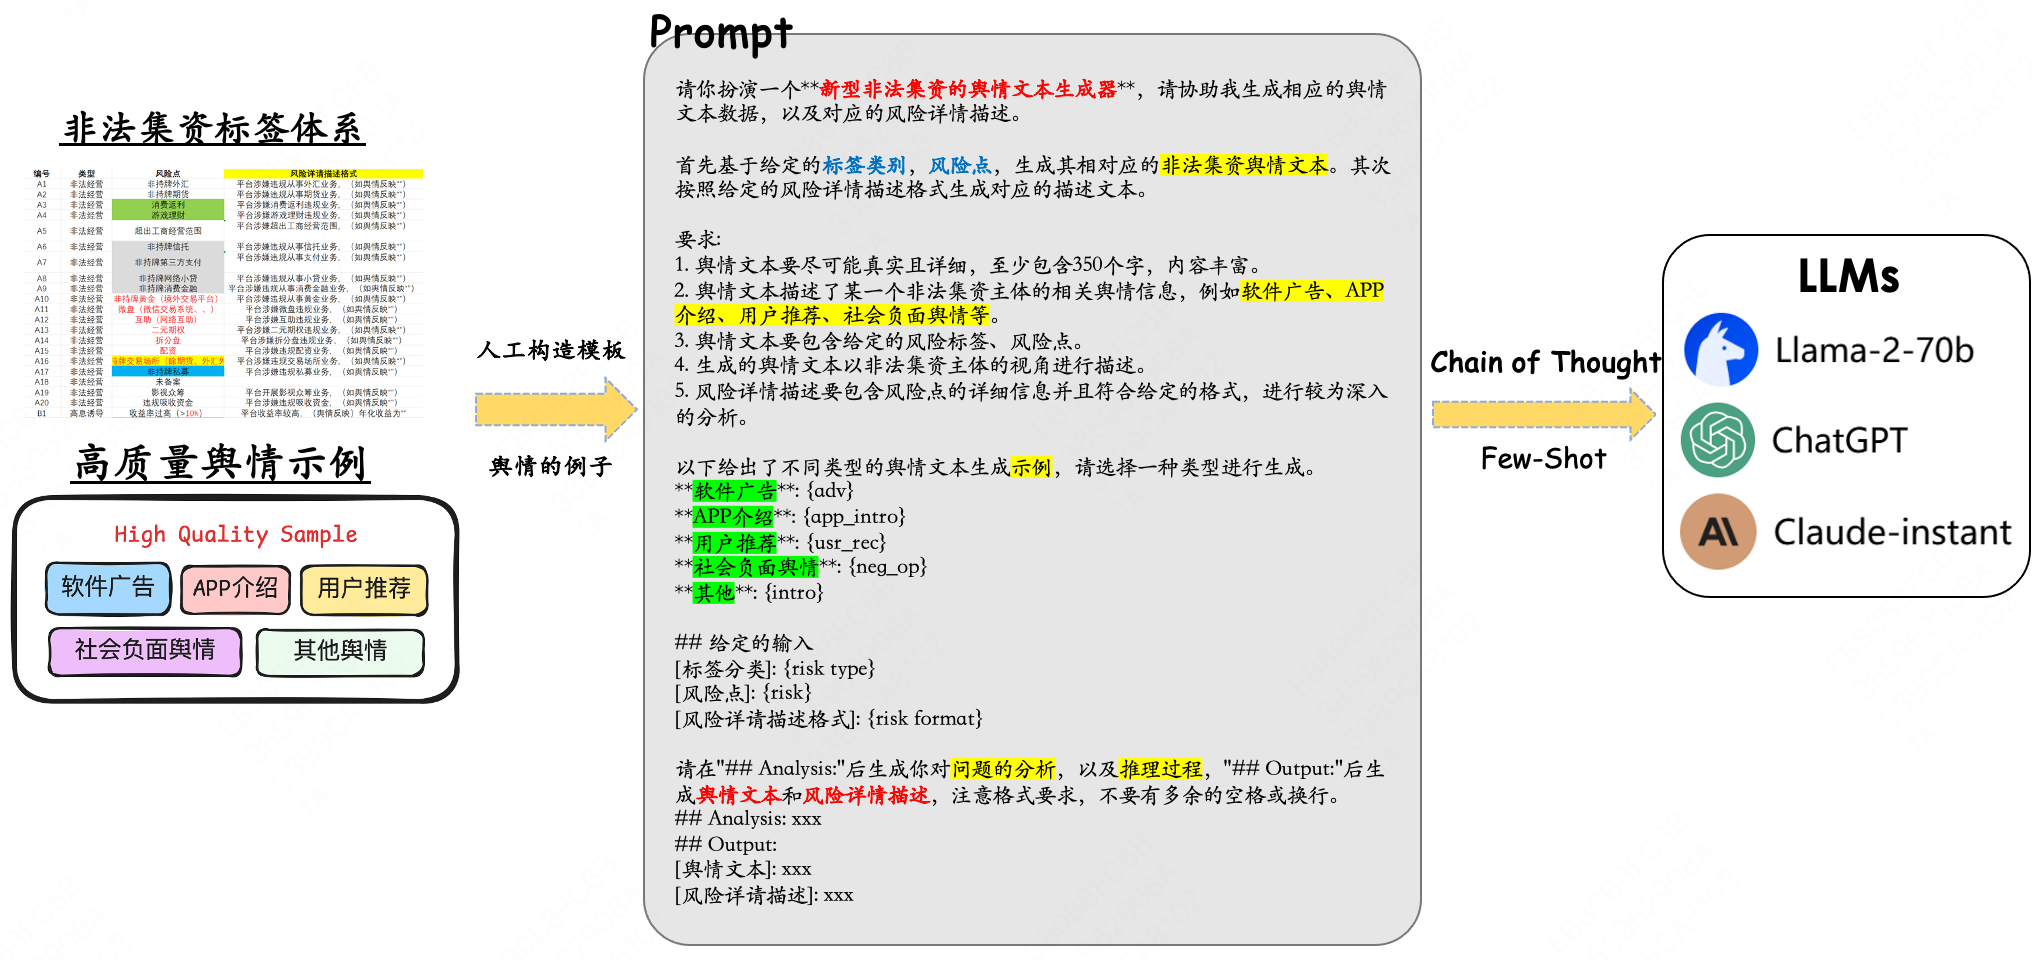 Prompt
非法集资标签体系
编号 类型 风险点 风险详请描述格式
A1 非法经营 非持牌外汇 平台涉嫌违规从事外汇业务，（如舆情反映“”）
A2 非法经营 非持牌期货 平台涉嫌违规从事期货业务，（如舆情反映“”）
A3 非法经营 消费返利 平台涉嫌消费返利违规业务，（如舆情反映“”）
A4 非法经营 游戏理财 平台涉嫌游戏理财违规业务，（如舆情反映“”）
A5 非法经营 超出工商经营范围 平台涉嫌超出工商经营范围，（如舆情反映“”）
A6 非法经营 非持牌信托 平台涉嫌违规从事信托业务，（如舆情反映“”）
A7 非法经营 非持牌第三方支付 平台涉嫌违规从事支付业务，（如舆情反映“”）
A8 非法经营 非持牌网络小贷 平台涉嫌违规从事小贷业务，（如舆情反映“”）
A9 非法经营 非持牌消费金融 平台涉嫌违规从事消费金融业务，（如舆情反映“”）
A10 非法经营 非持牌黄金（境外交易平台） 平台涉嫌违规从事黄金业务，（如舆情反映“”）
A11 非法经营 微盘（微信交易系统、、） 平台涉嫌微盘违规业务，（如舆情反映“”）
A12 非法经营 互助（网络互助） 平台涉嫌互助违规业务，（如舆情反映“”）
A13 非法经营 二元期权 平台涉嫌二元期权违规业务，（如舆情反映“”）
A14 非法经营 拆分盘 平台涉嫌拆分盘违规业务，（如舆情反映“”）
A15 非法经营 配资 平台涉嫌违规配资业务，（如舆情反映“”）
A16 非法经营 持牌交易场所（除期货、外汇外 平台涉嫌违规交易场所业务，（如舆情反映“”）
A17 非法经营 非持牌私募 平台涉嫌违规私募业务，（如舆情反映“”）
A18 非法经营 未备案
A19 非法经营 影视众筹 平台开展影视众筹业务，（如舆情反映“”）
A20 非法经营 违规吸收资金 平台涉嫌违规吸收资金，（如舆情反映“”）
B1 高息诱导 收益率过高（>10%） 平台收益率较高，（舆情反映）年化收益为“”
高质量舆情示例
High Quality Sample
软件广告 APP介绍 用户推荐
社会负面舆情 其他舆情
人工构造模板
舆情的例子
请你扮演一个**新型非法集资的舆情文本生成器**，请协助我生成相应的舆情
文本数据，以及对应的风险详情描述。
首先基于给定的标签类别，风险点，生成其相对应的非法集资舆情文本。其次
按照给定的风险详情描述格式生成对应的描述文本。
要求:
1. 舆情文本要尽可能真实且详细，至少包含350个字，内容丰富。
2. 舆情文本描述了某一个非法集资主体的相关舆情信息，例如软件广告、APP
介绍、用户推荐、社会负面舆情等。
3. 舆情文本要包含给定的风险标签、风险点。
4. 生成的舆情文本以非法集资主体的视角进行描述。
5. 风险详情描述要包含风险点的详细信息并且符合给定的格式，进行较为深入
的分析。
以下给出了不同类型的舆情文本生成示例，请选择一种类型进行生成。
**软件广告**: {adv}
**APP介绍**: {app_intro}
**用户推荐**: {usr_rec}
**社会负面舆情**: {neg_op}
**其他**: {intro}
## 给定的输入
[标签分类]: {risk type}
[风险点]: {risk}
[风险详请描述格式]: {risk format}
请在"## Analysis:"后生成你对问题的分析，以及推理过程，"## Output:"后生
成舆情文本和风险详情描述，注意格式要求，不要有多余的空格或换行。
## Analysis: xxx
## Output:
[舆情文本]: xxx
[风险详请描述]: xxx
Chain of Thought
Few-Shot
LLMs
Llama-2-70b
ChatGPT
Claude-instant